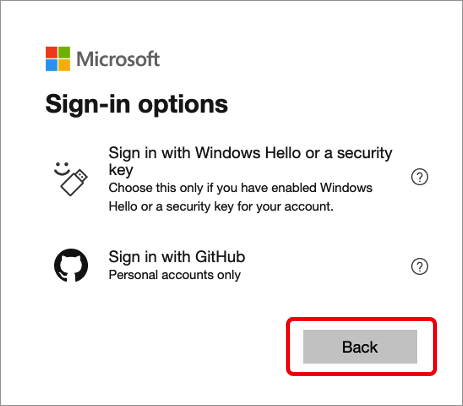 Microsoft
Sign-in options
Sign in with Windows Hello or a security
key
Choose this only if you have enabled Windows
Hello or a security key for your account.
?
Sign in with GitHub
Personal accounts only
?
Back